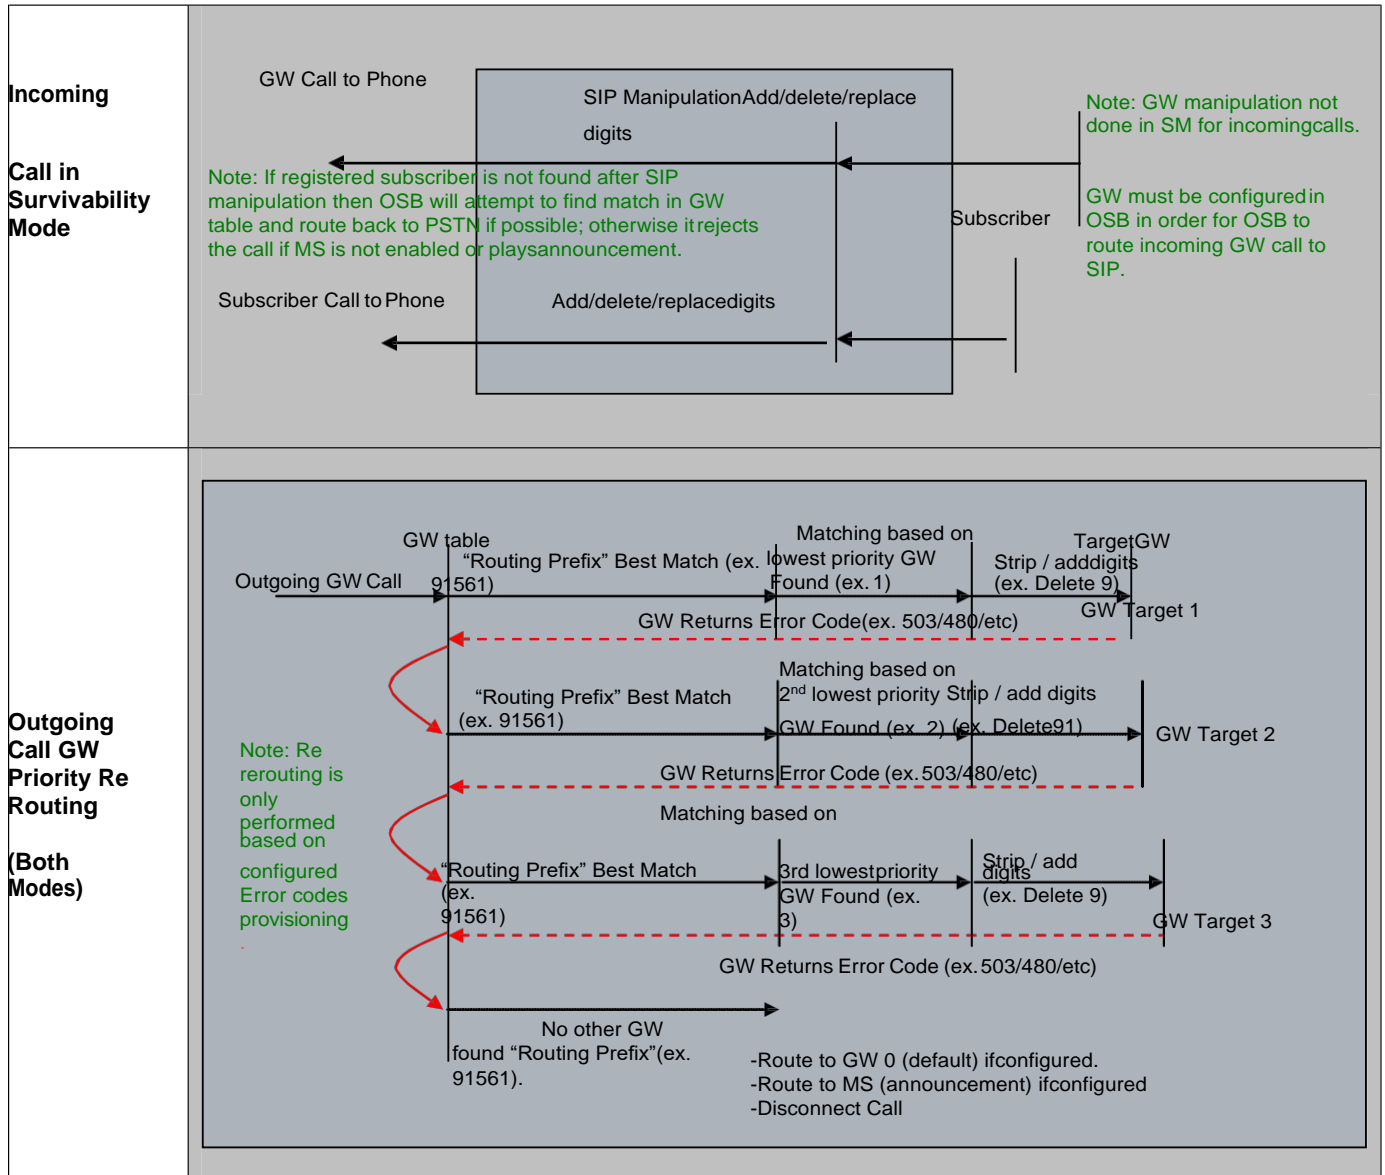 Incoming
Call in
Survivability
Mode
GW Call to Phone
SIP ManipulationAdd/delete/replace
digits
Note: GW manipulation not
done in SM for incomingcalls.
Note: If registered subscriber is not found after SIP
manipulation then OSB will attempt to find match in GW
table and route back to PSTN if possible; otherwise it rejects
the call if MS is not enabled or playsannouncement.
Subscriber
GW must be configured in
OSB in order for OSB to
route incoming GW call to
SIP.
Subscriber Call to Phone
Add/delete/replacedigits
Outgoing
Call GW
Priority Re
Routing
(Both
Modes)
GW table
Outgoing GW Call
“Routing Prefix” Best Match (ex.
91561)
Matching based on
lowest priority GW
Found (ex. 1)
Strip / adddigits
(ex. Delete 9)
TargetGW
GW Target 1
GW Returns Error Code(ex. 503/480/etc)
“Routing Prefix” Best Match
(ex. 91561)
Matching based on
2nd lowest priority
GW Found (ex. 2)
Strip / add digits
(ex. Delete91)
GW Target 2
GW Returns Error Code (ex. 503/480/etc)
Note: Re
rerouting is
only
performed
based on
configured
Error codes
provisioning
.
Matching based on
“Routing Prefix” Best Match
(ex.
91561)
3rd lowestpriority
GW Found (ex.
3)
Strip / add
digits
(ex. Delete 9)
GW Target 3
GW Returns Error Code (ex. 503/480/etc)
No other GW
found “Routing Prefix”(ex.
91561).
-Route to GW 0 (default) ifconfigured.
-Route to MS (announcement) ifconfigured
-Disconnect Call